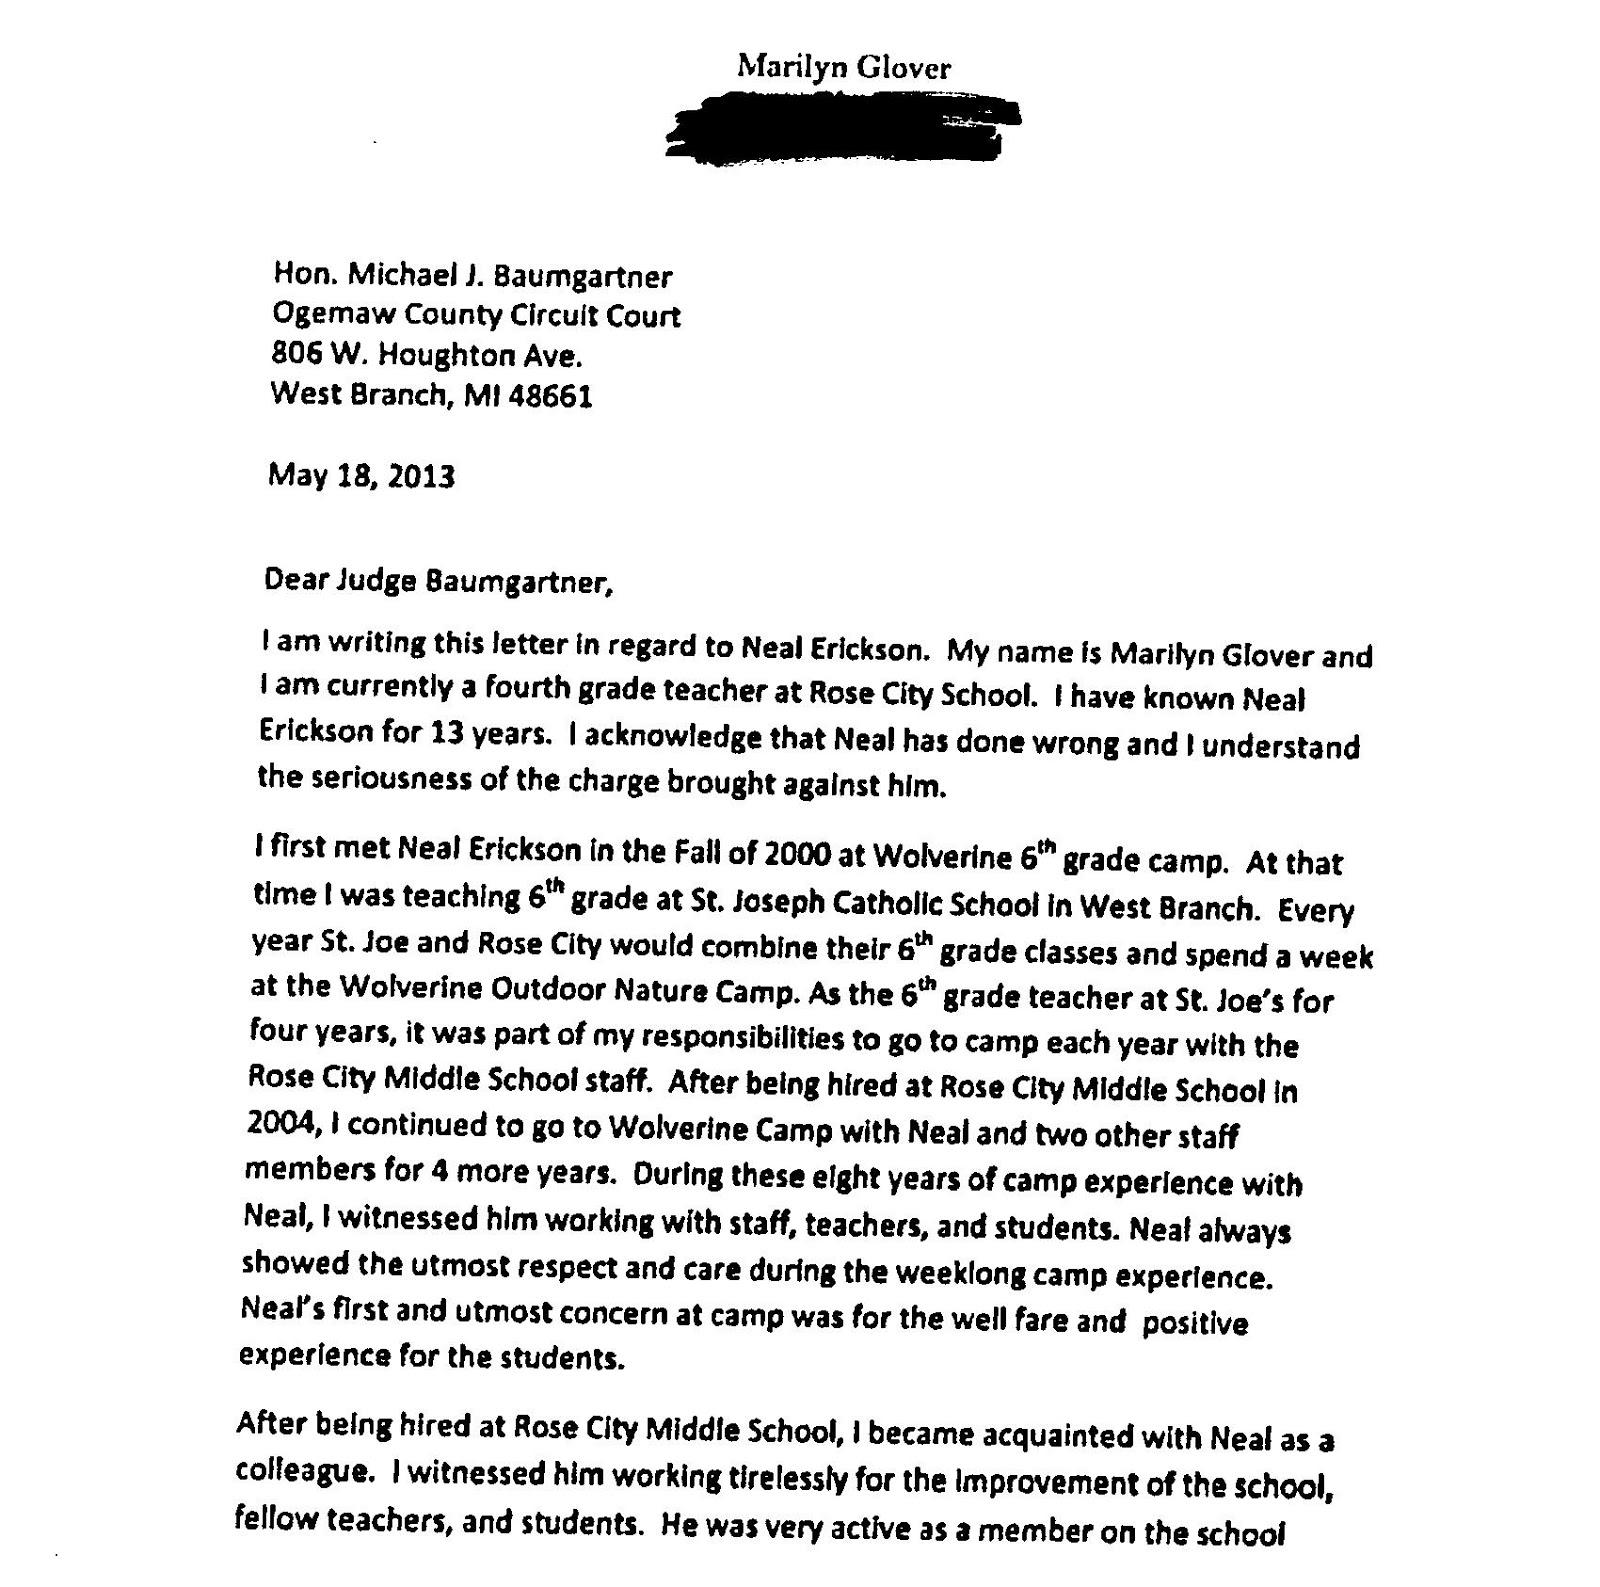 Marilyn Glover
Hon. Michael J. Baumgartner
Ogemaw County Circuit Court
806 W. Houghton Ave.
West Branch, MI 48661
May 18, 2013
Dear Judge Baumgartner,
I am writing this letter in regard to Neal Erickson.  My name is Marilyn Glover and
I am currently a fourth grade teacher at Rose City School.  I have known Neal
Erickson for 13 years.  I acknowledge that Neal has done wrong and I understand
the seriousness of the charge brought against him.
I first met Neal Erickson in the Fall of 2000 at Wolverine 6th grade camp.  At that
time I was teaching 6th grade at St. Joseph Catholic School in West Branch.  Every
year St. Joe and Rose City would combine their 6th grade classes and spend a week
at the Wolverine Outdoor Nature Camp. As the 6th grade teacher at St. Joe's for
four years, it was part of my responsibilities to go to camp each year with the
Rose City Middle School staff.  After being hired at Rose City Middle School in
2004, I continued to go to Wolverine Camp with Neal and two other staff
members for 4 more years.  During these eight years of camp experience with
Neal, I witnessed him working with staff, teachers, and students. Neal always
showed the utmost respect and care during the weeklong camp experience.
Neal's first and utmost concern at camp was for the well fare and  positive
experience for the students.
After being hired at Rose City Middle School, I became acquainted with Neal as a
colleague.  I witnessed him working tirelessly for the improvement of the school,
fellow teachers, and students.  He was very active as a member on the school